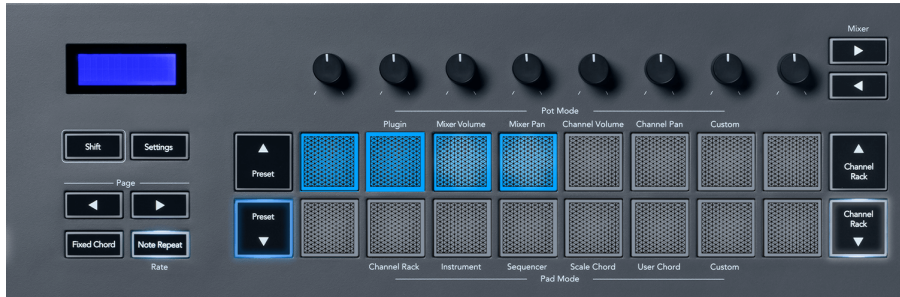 Mixer
Pot Mode
Plugin Mixer Volume Mixer Pan Channel Volume Channel Pan Custom
Shift Settings
Preset
Channel
Rack
Page
Preset
Channel
Rack
Fixed Chord Note Repeat
Rate
Channel Rack Instrument Sequencer Scale Chord User Chord Custom
Pad Mode